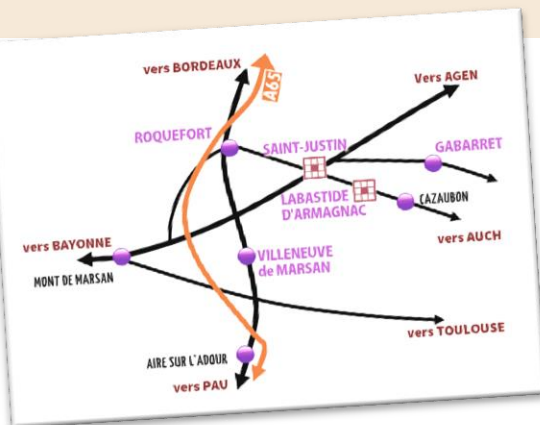 vers BORDEAUX
A65
Vers AGEN
ROQUEFORT
SAINT-JUSTIN
GABARRET
LABASTIDE
D'ARMAGNAC
CAZAUBON
vers AUCH
vers BAYONNE
MONT DE MARSAN
VILLENEUVE
de MARSAN
vers TOULOUSE
AIRE SUR L'ADOUR
vers PAU